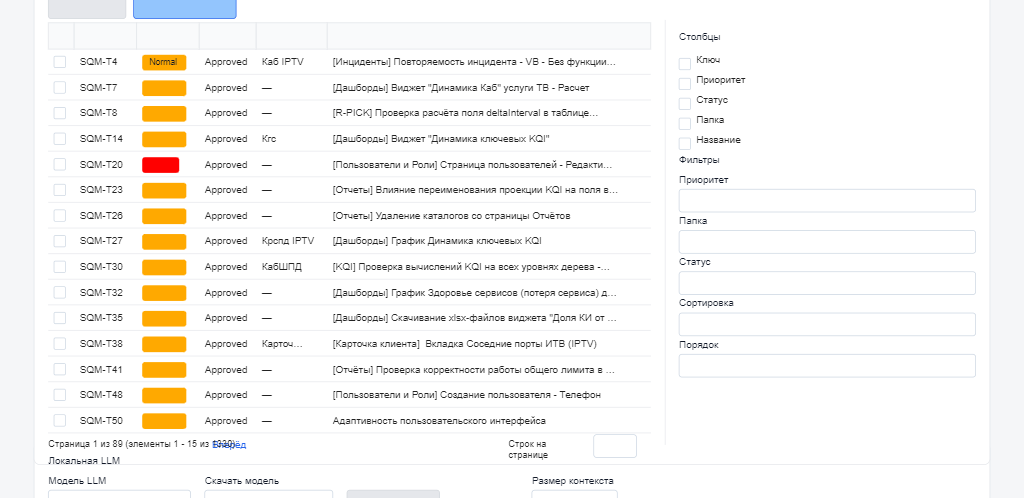 SQM-T4 Normal Approved Каб IPTV [Инциденты] Повторяемость инцидента - VB - Без функции...
SQM-T7 Approved — [Дашборды] Виджет "Динамика Каб" услуги ТВ - Расчет
SQM-T8 Approved — [R-PICK] Проверка расчёта поля deltaInterval в таблице...
SQM-T14 Approved Кгс [Дашборды] Виджет "Динамика ключевых KQI"
SQM-T20 Approved — [Пользователи и Роли] Страница пользователей - Редакти...
SQM-T23 Approved — [Отчеты] Влияние переименования проекции KQI на поля в...
SQM-T26 Approved — [Отчеты] Удаление каталогов со страницы Отчётов
SQM-T27 Approved Крспд IPTV [Дашборды] График Динамика ключевых KQI
SQM-T30 Approved КабШПД [KQI] Проверка вычислений KQI на всех уровнях дерева -...
SQM-T32 Approved — [Дашборды] График Здоровье сервисов (потеря сервиса) д...
SQM-T35 Approved — [Дашборды] Скачивание xlsx-файлов виджета "Доля КИ от ...
SQM-T38 Approved Карточ... [Карточка клиента] Вкладка Соседние порты ИТВ (IPTV)
SQM-T41 Approved — [Отчёты] Проверка корректности работы общего лимита в ...
SQM-T48 Approved — [Пользователи и Роли] Создание пользователя - Телефон
SQM-T50 Approved — Адаптивность пользовательского интерфейса
Страница 1 из 89 (элементы 1 - 15 из
Вперёд
Строк на
странице
Столбцы
Ключ
Приоритет
Статус
Папка
Название
Фильтры
Приоритет
Папка
Статус
Сортировка
Порядок
Локальная LLM
Модель LLM
Скачать модель
Размер контекста